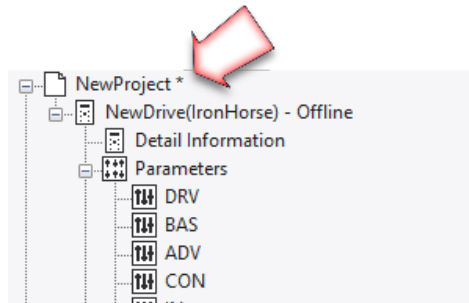 NewProject *
NewDrive(IronHorse) - Offline
Detail Information
Parameters
DRV
BAS
ADV
CON